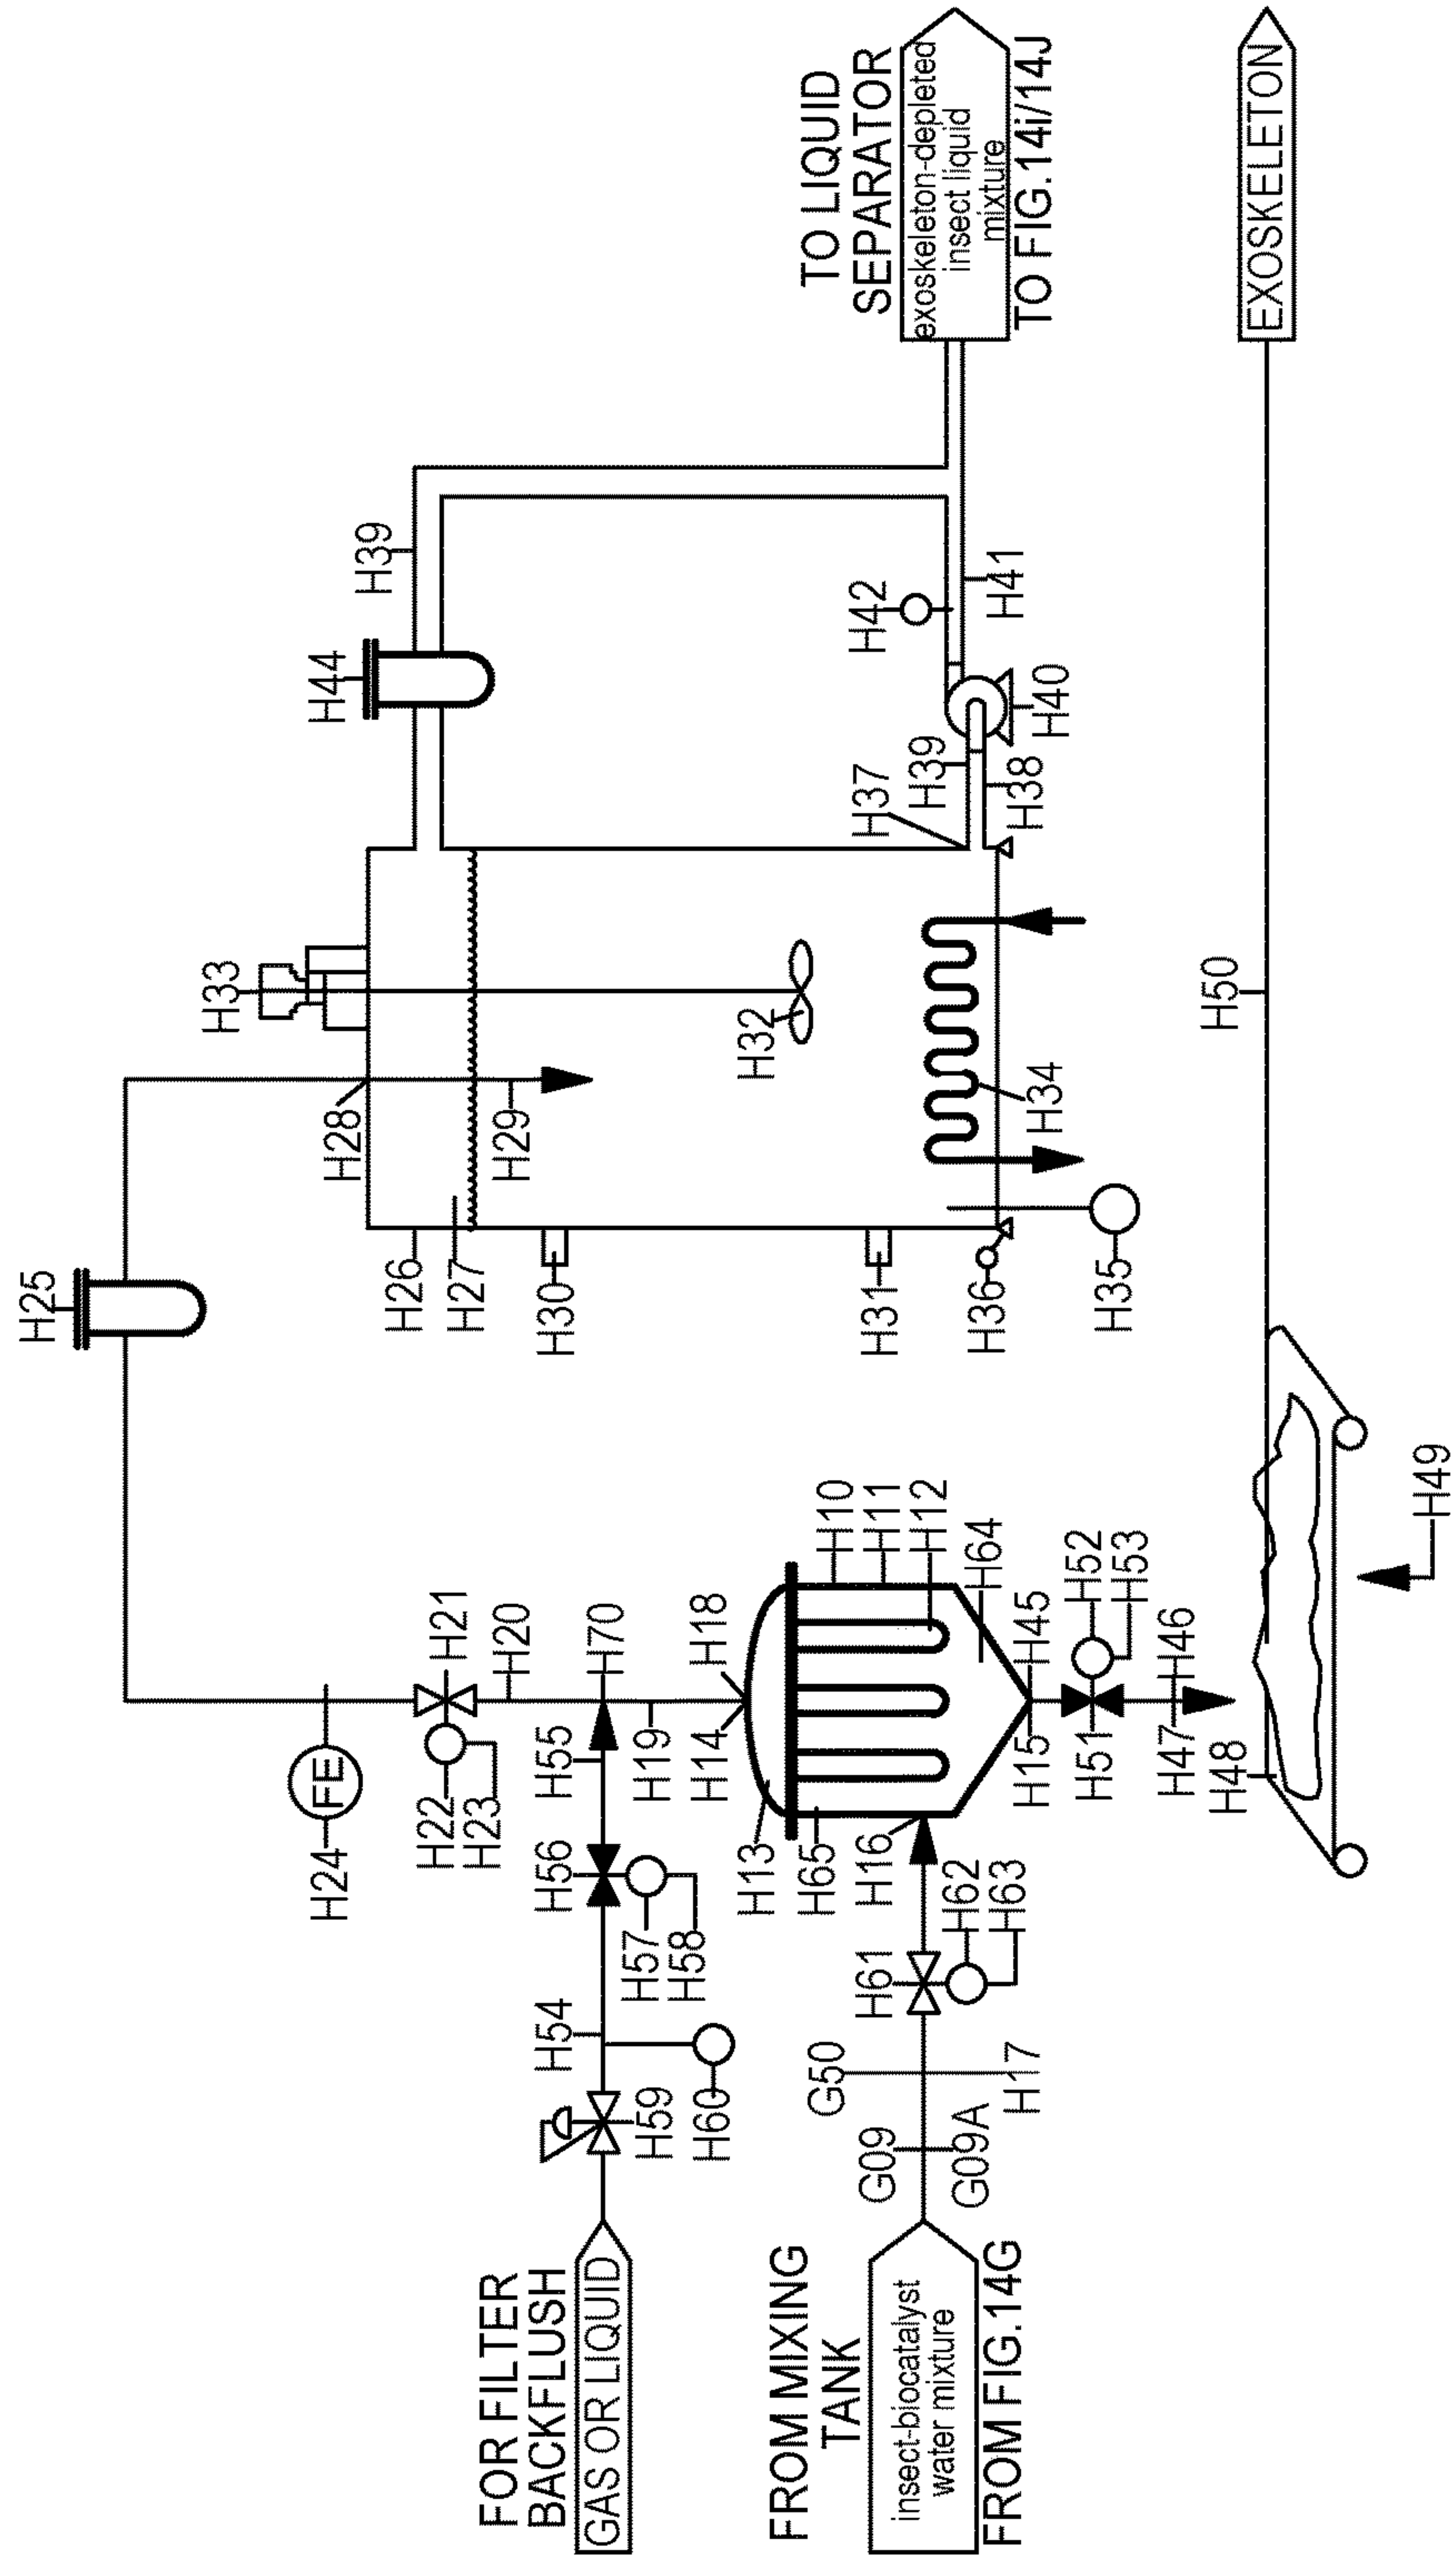 FOR FILTER
BACKFLUSH
GAS OR LIQUID
FROM MIXING
TANK
insect-biocatalyst
water mixture
FROM FIG.14G
H25
H24
FE
H21
H22
H23
H20
H70
H55
H56
H57
H58
H54
H59
H60
H19
H18
H14
H13
H65
H16
H10
H11
H12
H64
H61
H62
H63
G50
H17
G09
G09A
H15
H45
H51
H52
H53
H46
H47
H48
H49
H50
H33
H28
H29
H26
H27
H30
H31
H32
H34
H35
H36
H37
H38
H39
H40
H41
H42
H44
H39
TO LIQUID
SEPARATOR
exoskeleton-depleted
insect liquid
mixture
TO FIG.14i/14J
EXOSKELETON